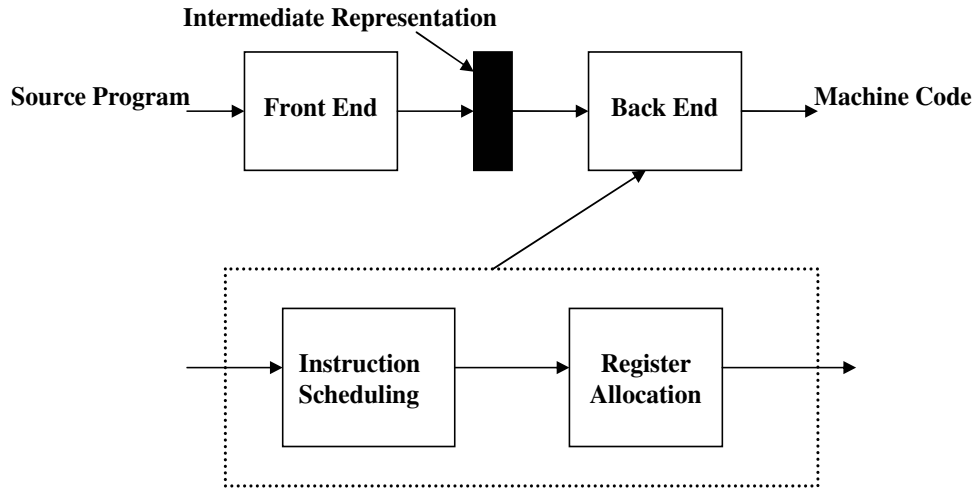 Intermediate Representation
Source Program
Front End
Back End
Machine Code
Instruction
Scheduling
Register
Allocation